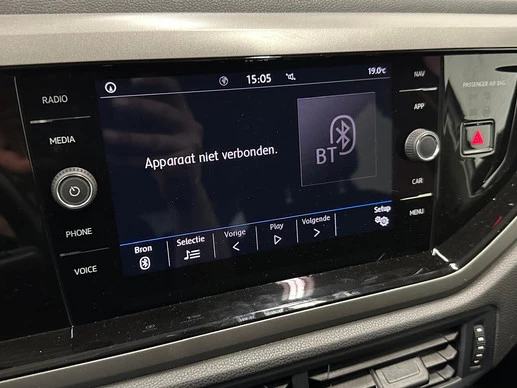 RADIO
MEDIA
PHONE
VOICE
15:05
19.0°C
Apparaat niet verbonden.
BT
Bron
Selectie
Vorige
Play
Volgende
Setup
NAV
APP
CAR
MENU
PASSENGER AIR BAG